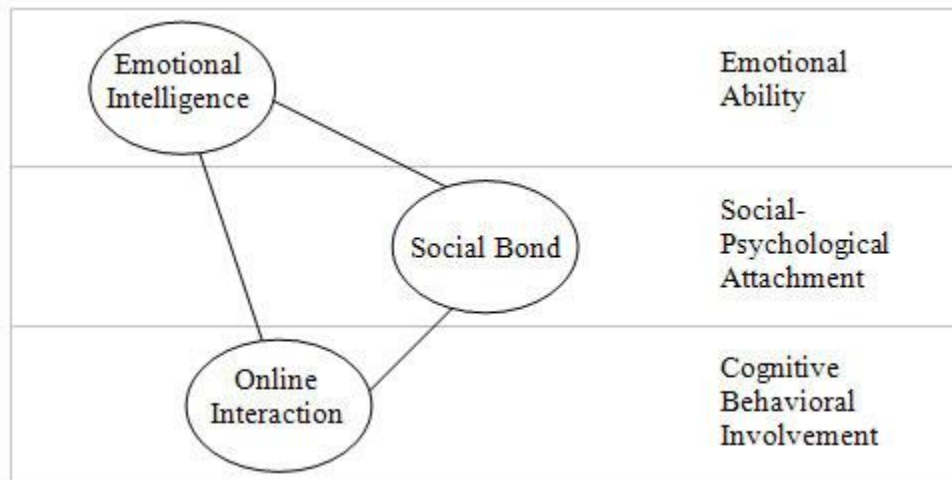 Emotional
Intelligence
Emotional
Ability
Social Bond
Social-
Psychological
Attachment
Online
Interaction
Cognitive
Behavioral
Involvement